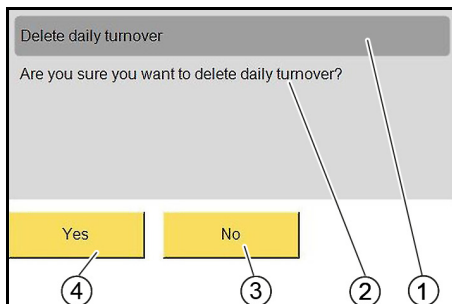 Delete daily turnover
Are you sure you want to delete daily turnover?
Yes No
4 3 2 1